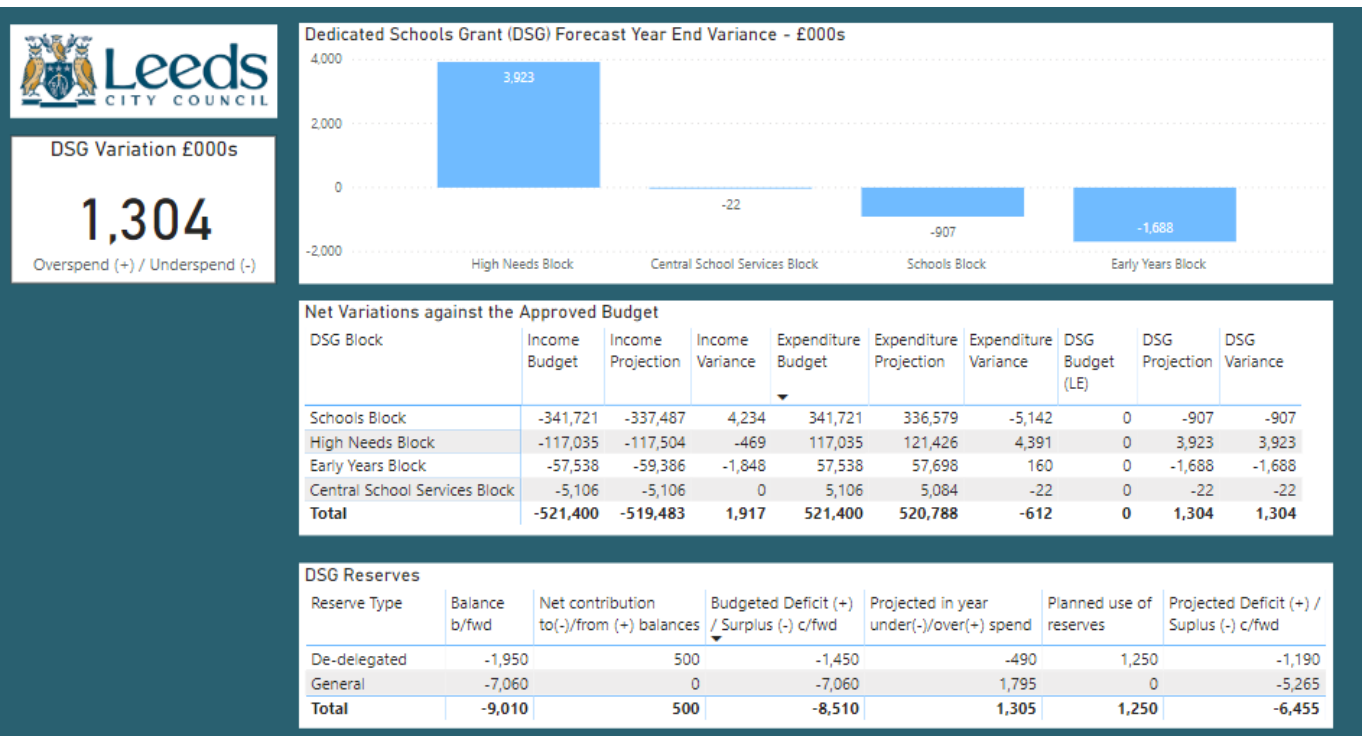 Leeds
CITY COUNCIL
DSG Variation £000s
1,304
Overspend (+) / Underspend (-)
Dedicated Schools Grant (DSG) Forecast Year End Variance - £000s
4,000
2,000
0
-2,000
3,923
-22
-907
-1,688
High Needs Block Central School Services Block Schools Block Early Years Block
Net Variations against the Approved Budget
DSG Block Income Budget Income Projection Income Variance Expenditure Budget Expenditure Projection Expenditure Variance DSG Budget (LE) DSG Projection DSG Variance
Schools Block -341,721 -337,487 4,234 341,721 336,579 -5,142 0 -907 -907
High Needs Block -117,035 -117,504 -469 117,035 121,426 4,391 0 3,923 3,923
Early Years Block -57,538 -59,386 -1,848 57,538 57,698 160 0 -1,688 -1,688
Central School Services Block -5,106 -5,106 0 5,106 5,084 -22 0 -22 -22
Total -521,400 -519,483 1,917 521,400 520,788 -612 0 1,304 1,304
DSG Reserves
Reserve Type Balance b/fwd Net contribution to(-)/from (+) balances Budgeted Deficit (+) / Surplus (-) c/fwd Projected in year under(-)/over(+) spend Planned use of reserves Projected Deficit (+) / Suplus (-) c/fwd
De-delegated -1,950 500 -1,450 -490 1,250 -1,190
General -7,060 0 -7,060 1,795 0 -5,265
Total -9,010 500 -8,510 1,305 1,250 -6,455